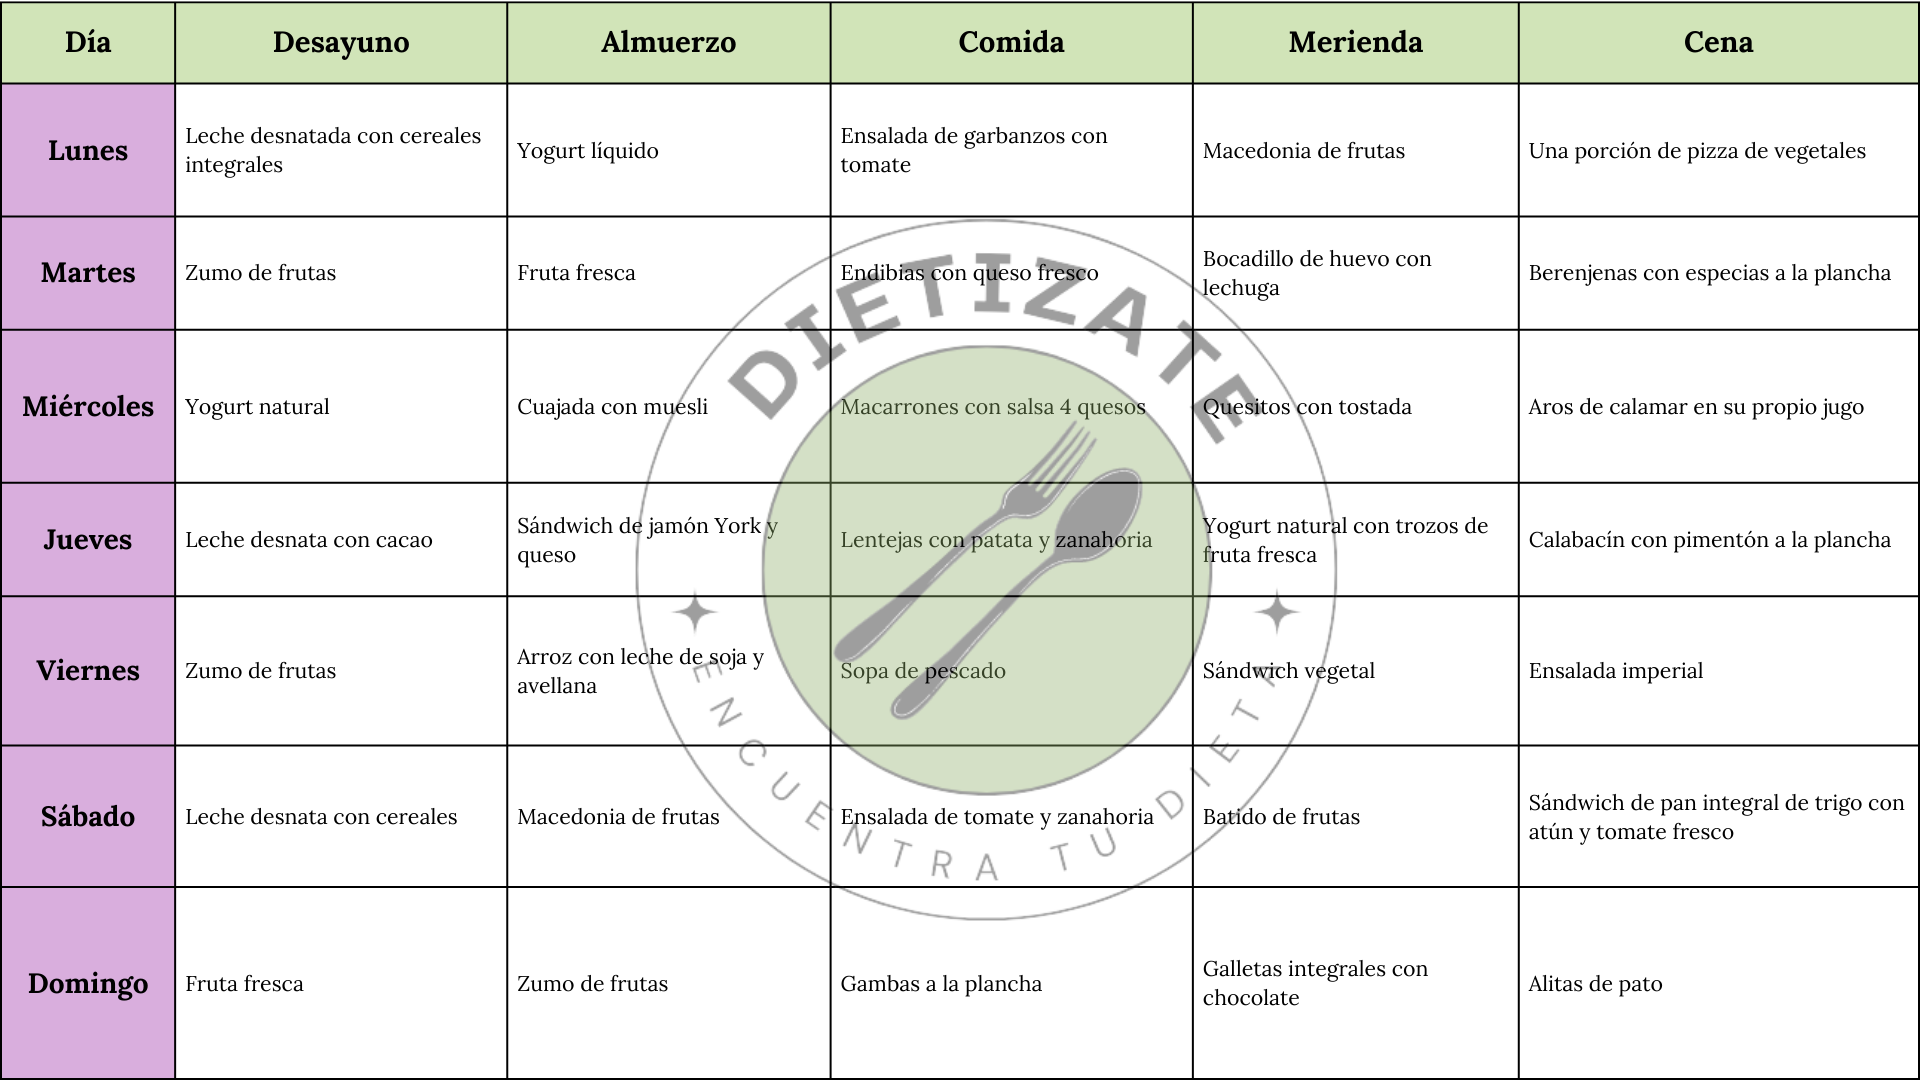 Día
Desayuno
Almuerzo
Comida
Merienda
Cena
Lunes
Leche desnatada con cereales
integrales
Yogurt líquido
Ensalada de garbanzos con
tomate
Macedonia de frutas
Una porción de pizza de vegetales
Martes
Zumo de frutas
Fruta fresca
Endibias con queso fresco
Bocadillo de huevo con
lechuga
Berenjenas con especias a la plancha
Miércoles
Yogurt natural
Cuajada con muesli
Macarrones con salsa 4 quesos
Quesitos con tostada
Aros de calamar en su propio jugo
Jueves
Leche desnata con cacao
Sándwich de jamón York y
queso
Lentejas con patata y zanahoria
Yogurt natural con trozos de
fruta fresca
Calabacín con pimentón a la plancha
Viernes
Zumo de frutas
Arroz con leche de soja y
avellana
Sopa de pescado
Sándwich vegetal
Ensalada imperial
Sábado
Leche desnata con cereales
Macedonia de frutas
Ensalada de tomate y zanahoria
Batido de frutas
Sándwich de pan integral de trigo con
atún y tomate fresco
Domingo
Fruta fresca
Zumo de frutas
Gambas a la plancha
Galletas integrales con
chocolate
Alitas de pato
DIETIZATE
ENCUENTRA TU DIETA